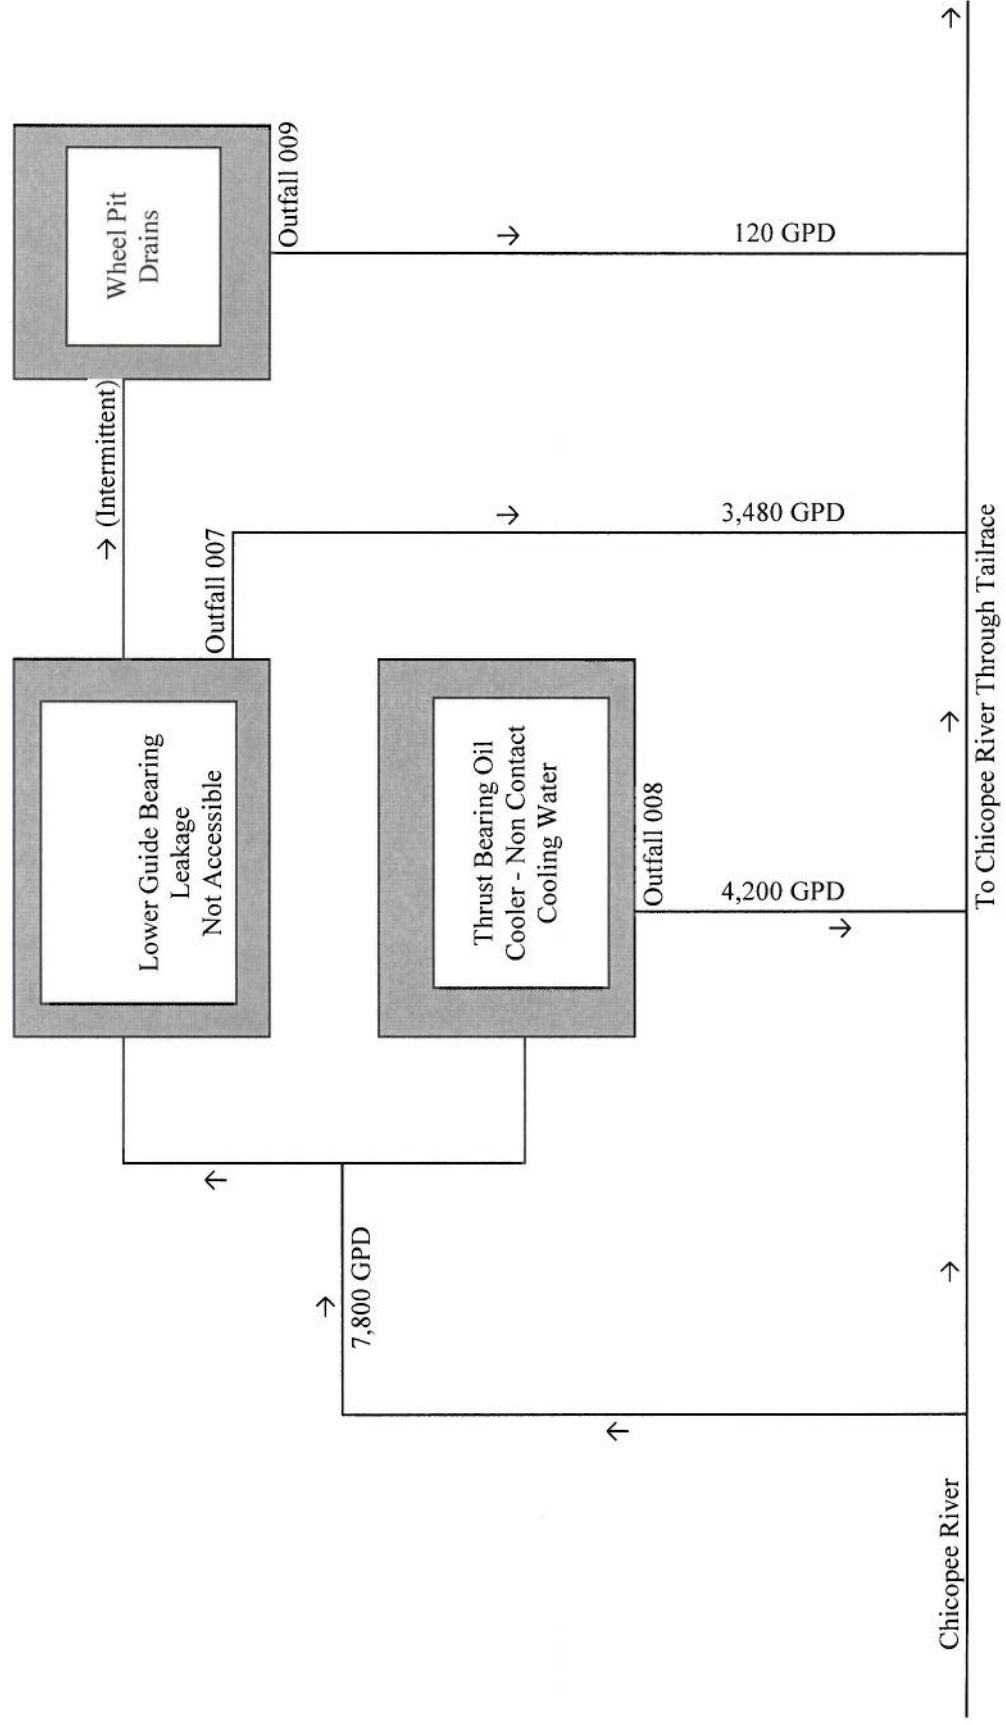 Lower Guide Bearing
Leakage
Not Accessible
→ (Intermittent)
Wheel Pit
Drains
Outfall 007
Outfall 009
7,800 GPD
Thrust Bearing Oil
Cooler - Non Contact
Cooling Water
Outfall 008
4,200 GPD
3,480 GPD
120 GPD
Chicopee River
To Chicopee River Through Tailrace